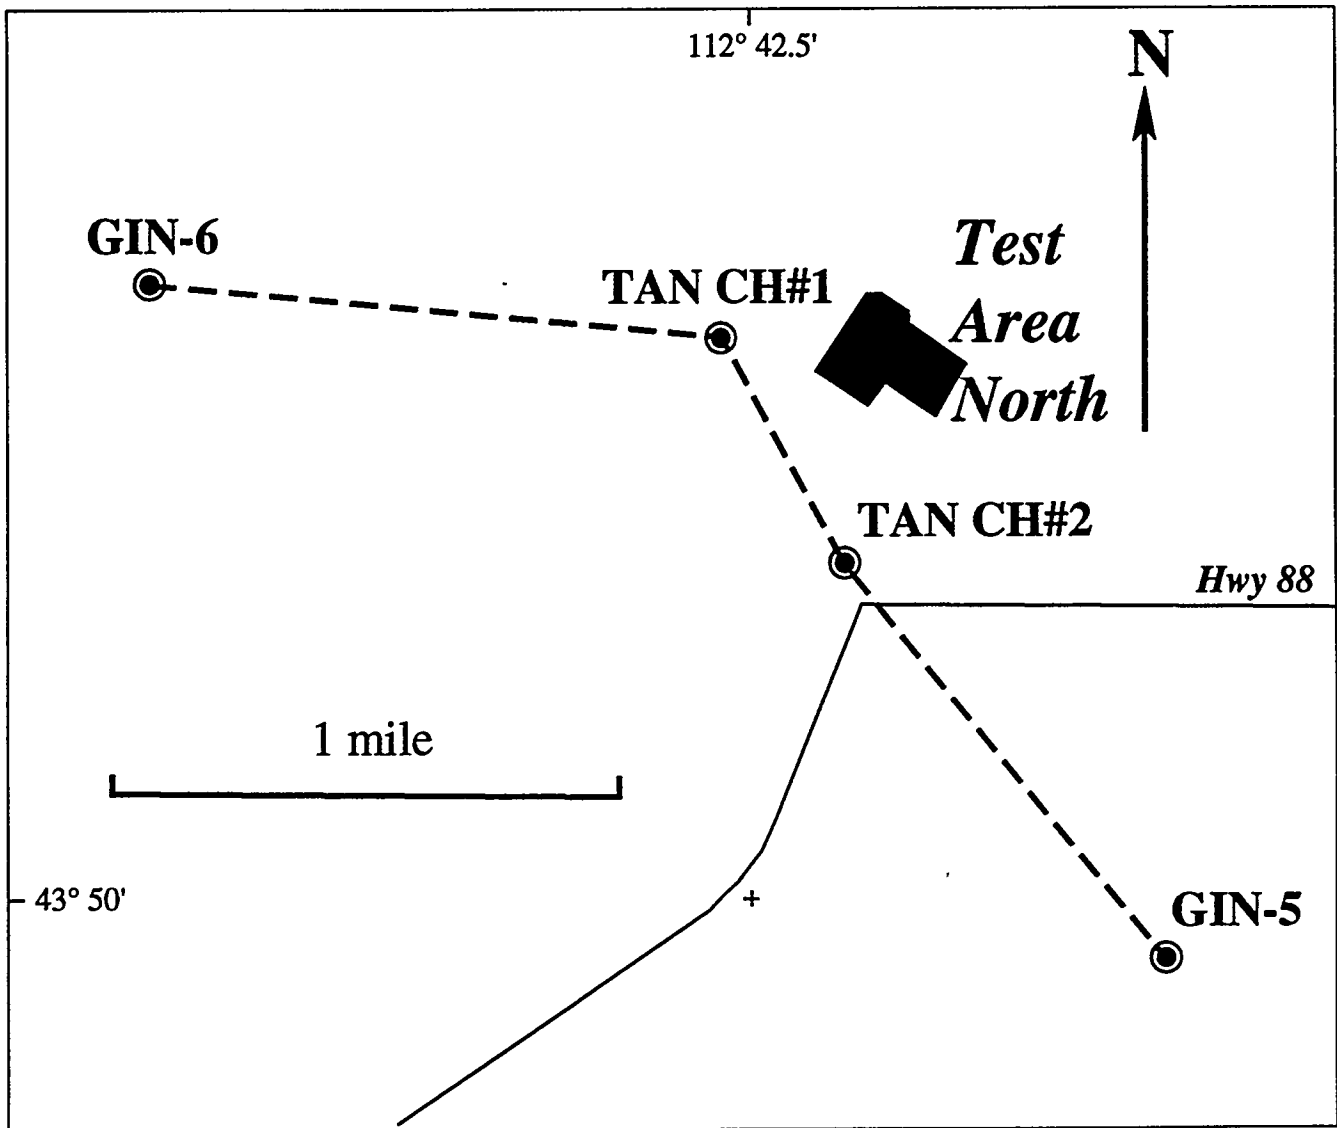 112° 42.5'
N
GIN-6
TAN CH#1
Test
Area
North
TAN CH#2
Hwy 88
1 mile
43° 50'
GIN-5